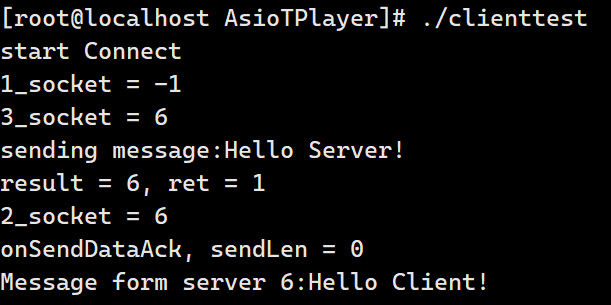 [root@localhost AsioTPlayer]# ./clienttest
start Connect
1_socket = -1
3_socket = 6
sending message:Hello Server!
result = 6, ret = 1
2_socket = 6
onSendDataAck, sendLen = 0
Message form server 6:Hello Client!